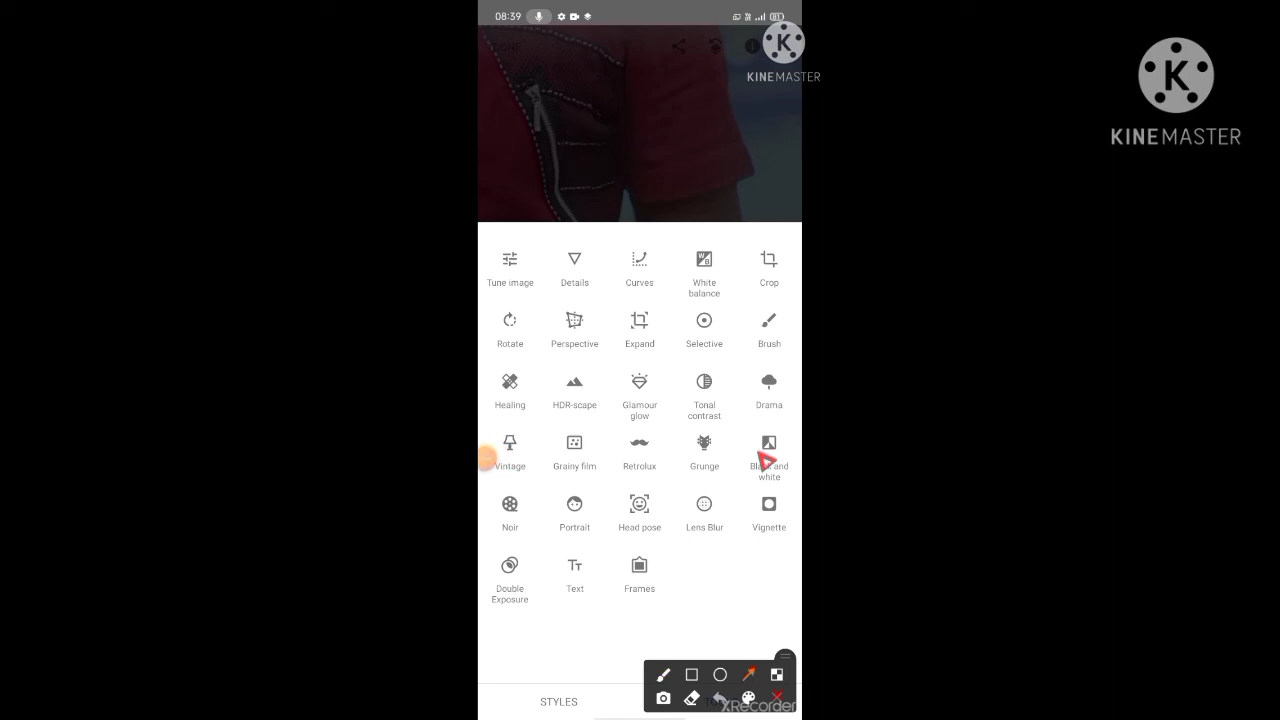 08:39
81
DONE
KINEMASTER
KINEMASTER
Tune image
Details
Curves
White balance
Crop
Rotate
Perspective
Expand
Selective
Brush
Healing
HDR-scape
Glamour glow
Tonal contrast
Drama
Vintage
Grainy film
Retrolux
Grunge
Black and white
Noir
Portrait
Head pose
Lens Blur
Vignette
Double Exposure
Text
Frames
STYLES
XRecorder